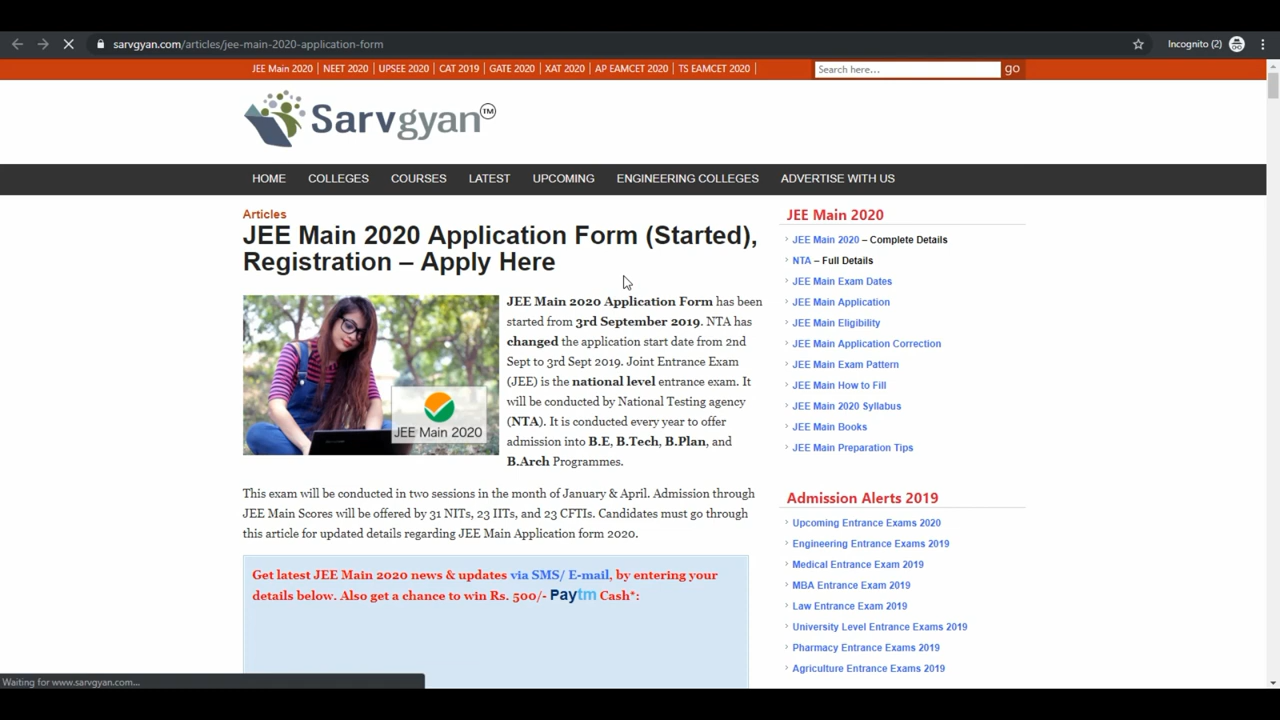 sarvgyan.com/articles/jee-main-2020-application-form
Incognito (2)
JEE Main 2020 | NEET 2020 | UPSEE 2020 | CAT 2019 | GATE 2020 | XAT 2020 | AP EAMCET 2020 | TS EAMCET 2020 |
Search here...
go
Sarvgyan TM
HOME COLLEGES COURSES LATEST UPCOMING ENGINEERING COLLEGES ADVERTISE WITH US
Articles
JEE Main 2020 Application Form (Started),
Registration – Apply Here
JEE Main 2020
JEE Main 2020 Application Form has been
started from 3rd September 2019. NTA has
changed the application start date from 2nd
Sept to 3rd Sept 2019. Joint Entrance Exam
(JEE) is the national level entrance exam. It
will be conducted by National Testing agency
(NTA). It is conducted every year to offer
admission into B.E, B.Tech, B.Plan, and
B.Arch Programmes.
This exam will be conducted in two sessions in the month of January & April. Admission through
JEE Main Scores will be offered by 31 NITs, 23 IITs, and 23 CFTIs. Candidates must go through
this article for updated details regarding JEE Main Application form 2020.
Get latest JEE Main 2020 news & updates via SMS/ E-mail, by entering your
details below. Also get a chance to win Rs. 500/- Paytm Cash*:
JEE Main 2020
JEE Main 2020 – Complete Details
NTA – Full Details
JEE Main Exam Dates
JEE Main Application
JEE Main Eligibility
JEE Main Application Correction
JEE Main Exam Pattern
JEE Main How to Fill
JEE Main 2020 Syllabus
JEE Main Books
JEE Main Preparation Tips
Admission Alerts 2019
Upcoming Entrance Exams 2020
Engineering Entrance Exams 2019
Medical Entrance Exam 2019
MBA Entrance Exam 2019
Law Entrance Exam 2019
University Level Entrance Exams 2019
Pharmacy Entrance Exams 2019
Agriculture Entrance Exams 2019
Waiting for www.sarvgyan.com...